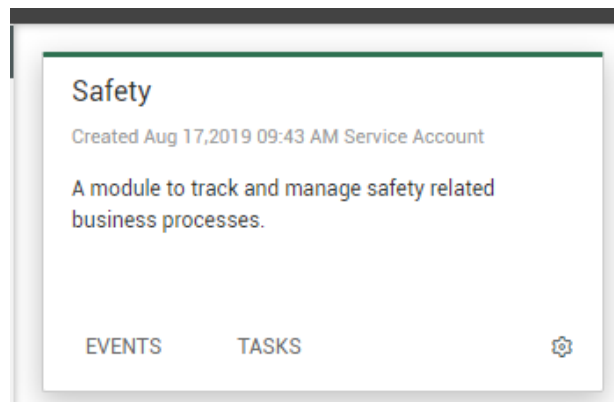 Safety
Created Aug 17,2019 09:43 AM Service Account
A module to track and manage safety related
business processes.
EVENTS TASKS